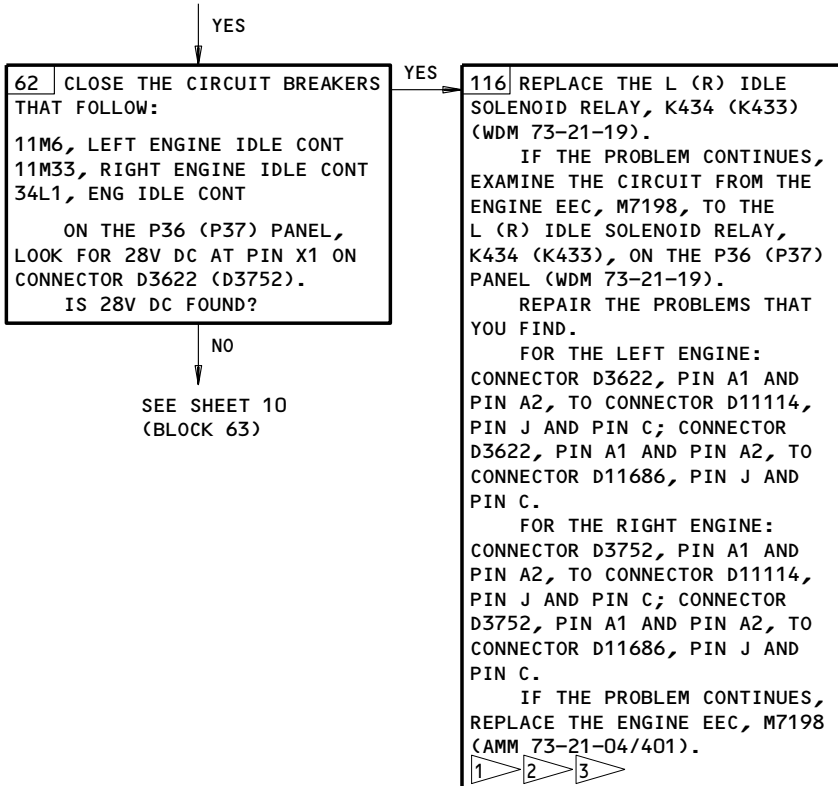 YES
62 CLOSE THE CIRCUIT BREAKERS
THAT FOLLOW:
11M6, LEFT ENGINE IDLE CONT
11M33, RIGHT ENGINE IDLE CONT
34L1, ENG IDLE CONT
ON THE P36 (P37) PANEL,
LOOK FOR 28V DC AT PIN X1 ON
CONNECTOR D3622 (D3752).
IS 28V DC FOUND?
NO
SEE SHEET 10
(BLOCK 63)
YES
116 REPLACE THE L (R) IDLE
SOLENOID RELAY, K434 (K433)
(WDM 73-21-19).
IF THE PROBLEM CONTINUES,
EXAMINE THE CIRCUIT FROM THE
ENGINE EEC, M7198, TO THE
L (R) IDLE SOLENOID RELAY,
K434 (K433), ON THE P36 (P37)
PANEL (WDM 73-21-19).
REPAIR THE PROBLEMS THAT
YOU FIND.
FOR THE LEFT ENGINE:
CONNECTOR D3622, PIN A1 AND
PIN A2, TO CONNECTOR D11114,
PIN J AND PIN C; CONNECTOR
D3622, PIN A1 AND PIN A2, TO
CONNECTOR D11686, PIN J AND
PIN C.
FOR THE RIGHT ENGINE:
CONNECTOR D3752, PIN A1 AND
PIN A2, TO CONNECTOR D11114,
PIN J AND PIN C; CONNECTOR
D3752, PIN A1 AND PIN A2, TO
CONNECTOR D11686, PIN J AND
PIN C.
IF THE PROBLEM CONTINUES,
REPLACE THE ENGINE EEC, M7198
(AMM 73-21-04/401).
1 2 3